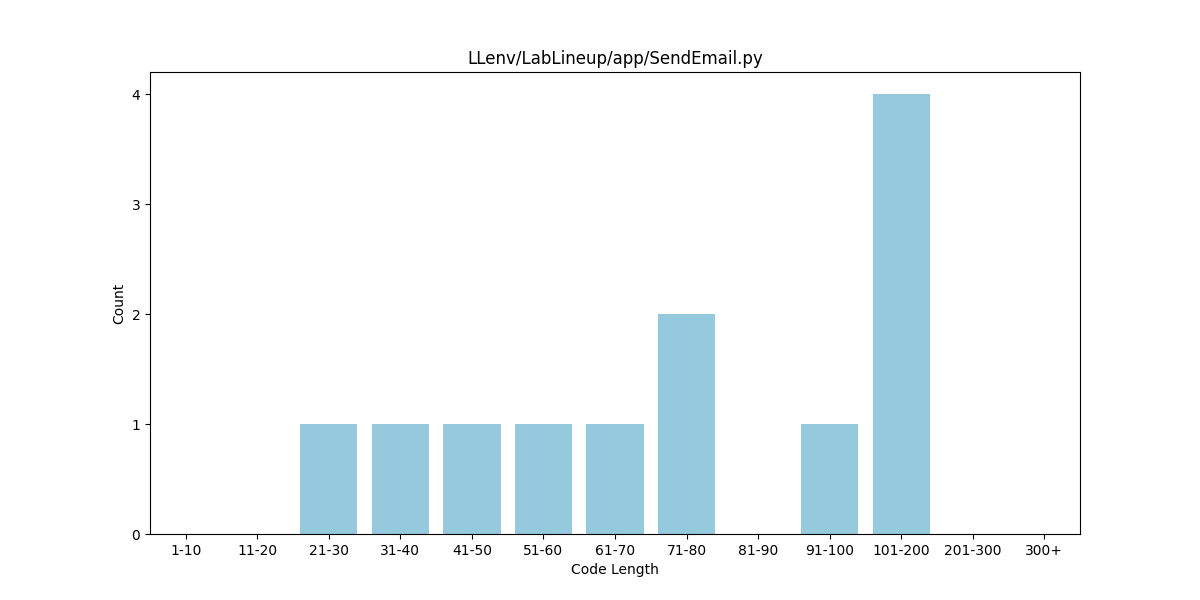 LLenv/LabLineup/app/SendEmail.py
Count
4
3
2
1
0
1-10 11-20 21-30 31-40 41-50 51-60 61-70 71-80 81-90 91-100 101-200 201-300 300+
Code Length